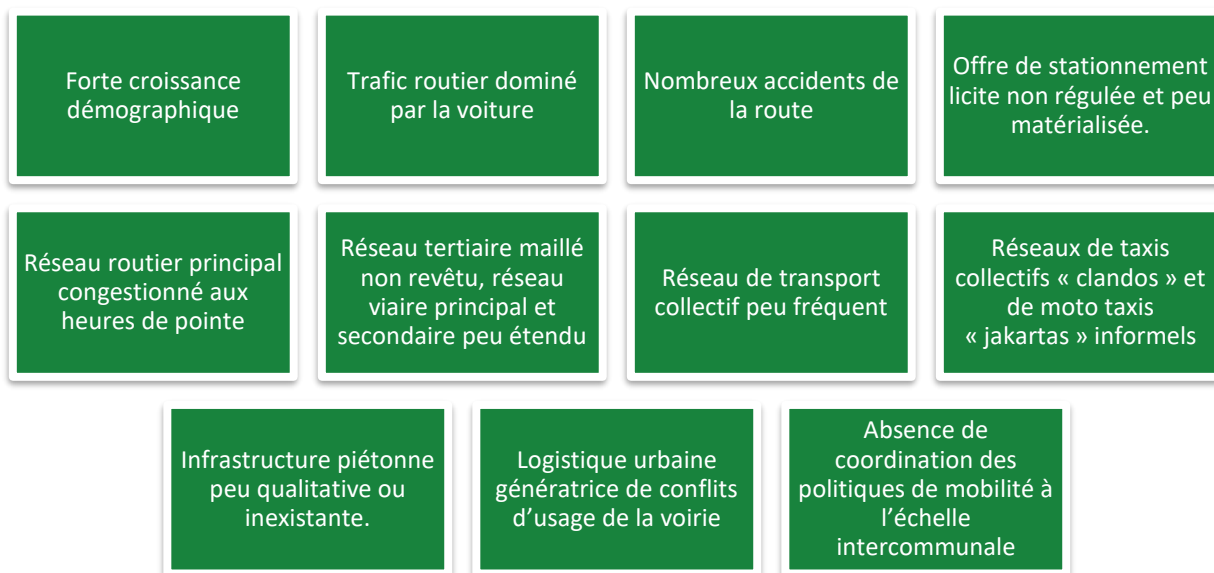 Forte croissance
démographique
Trafic routier dominé
par la voiture
Nombreux accidents de
la route
Offre de stationnement
licite non régulée et peu
matérialisée.
Réseau routier principal
congestionné aux
heures de pointe
Réseau tertiaire maillé
non revêtu, réseau
viaire principal et
secondaire peu étendu
Réseau de transport
collectif peu fréquent
Réseaux de taxis
collectifs « clandos » et
de moto taxis
« jakartas » informels
Infrastructure piétonne
peu qualitative ou
inexistante.
Logistique urbaine
génératrice de conflits
d’usage de la voirie
Absence de
coordination des
politiques de mobilité à
l’échelle
intercommunale